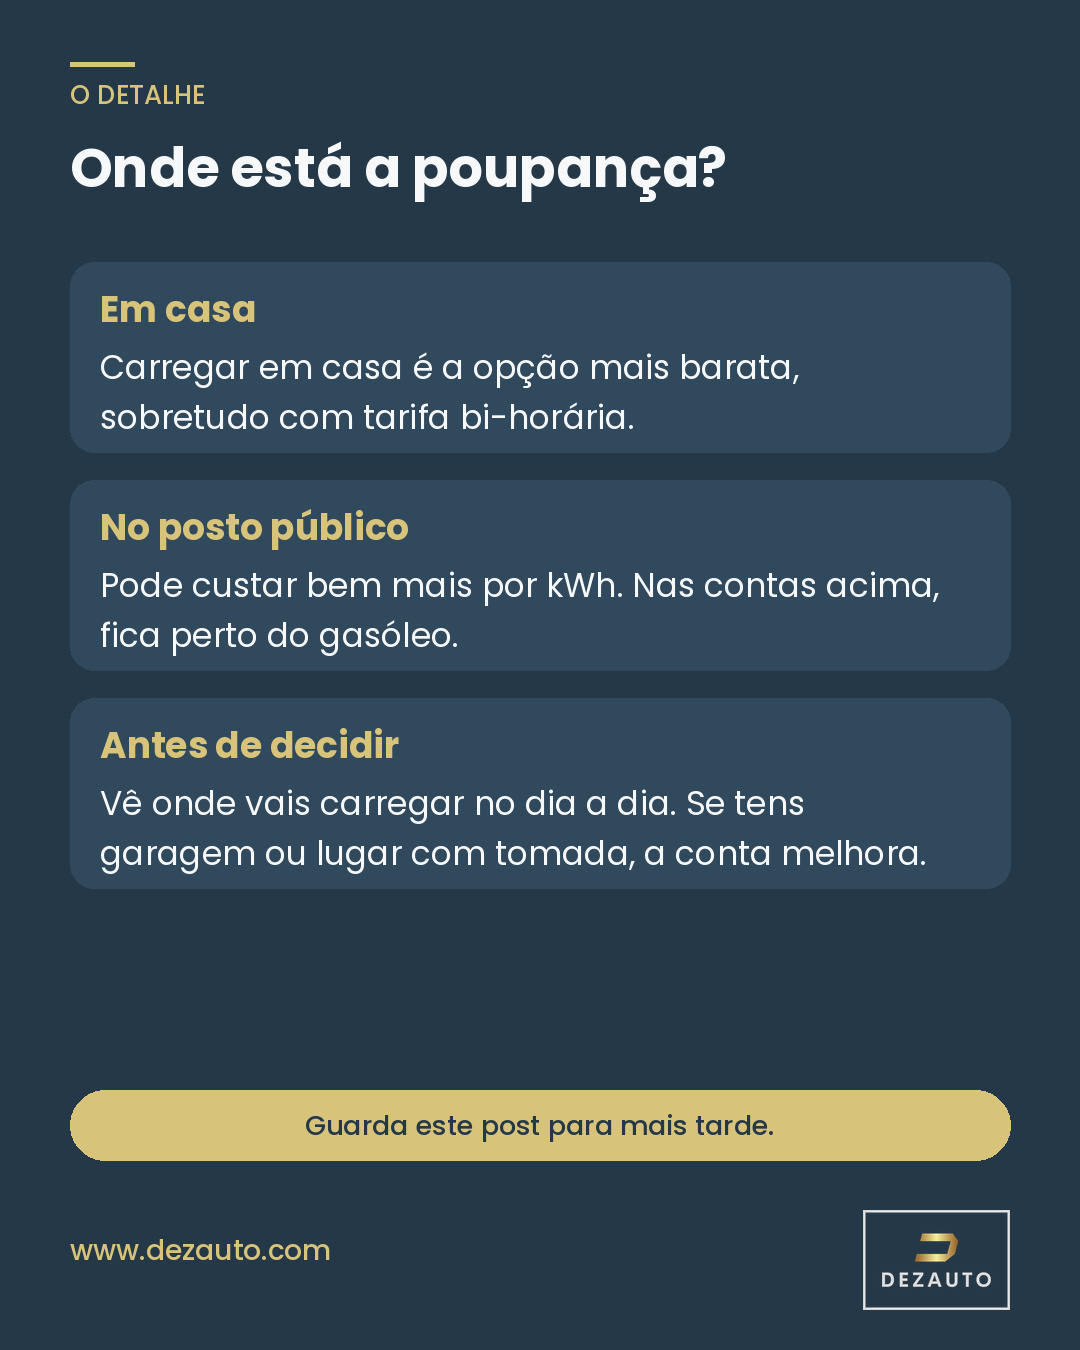 O DETALHE
Onde está a poupança?
Em casa
Carregar em casa é a opção mais barata,
sobretudo com tarifa bi-horária.
No posto público
Pode custar bem mais por kWh. Nas contas acima,
fica perto do gasóleo.
Antes de decidir
Vê onde vais carregar no dia a dia. Se tens
garagem ou lugar com tomada, a conta melhora.
Guarda este post para mais tarde.
www.dezauto.com
DEZAUTO